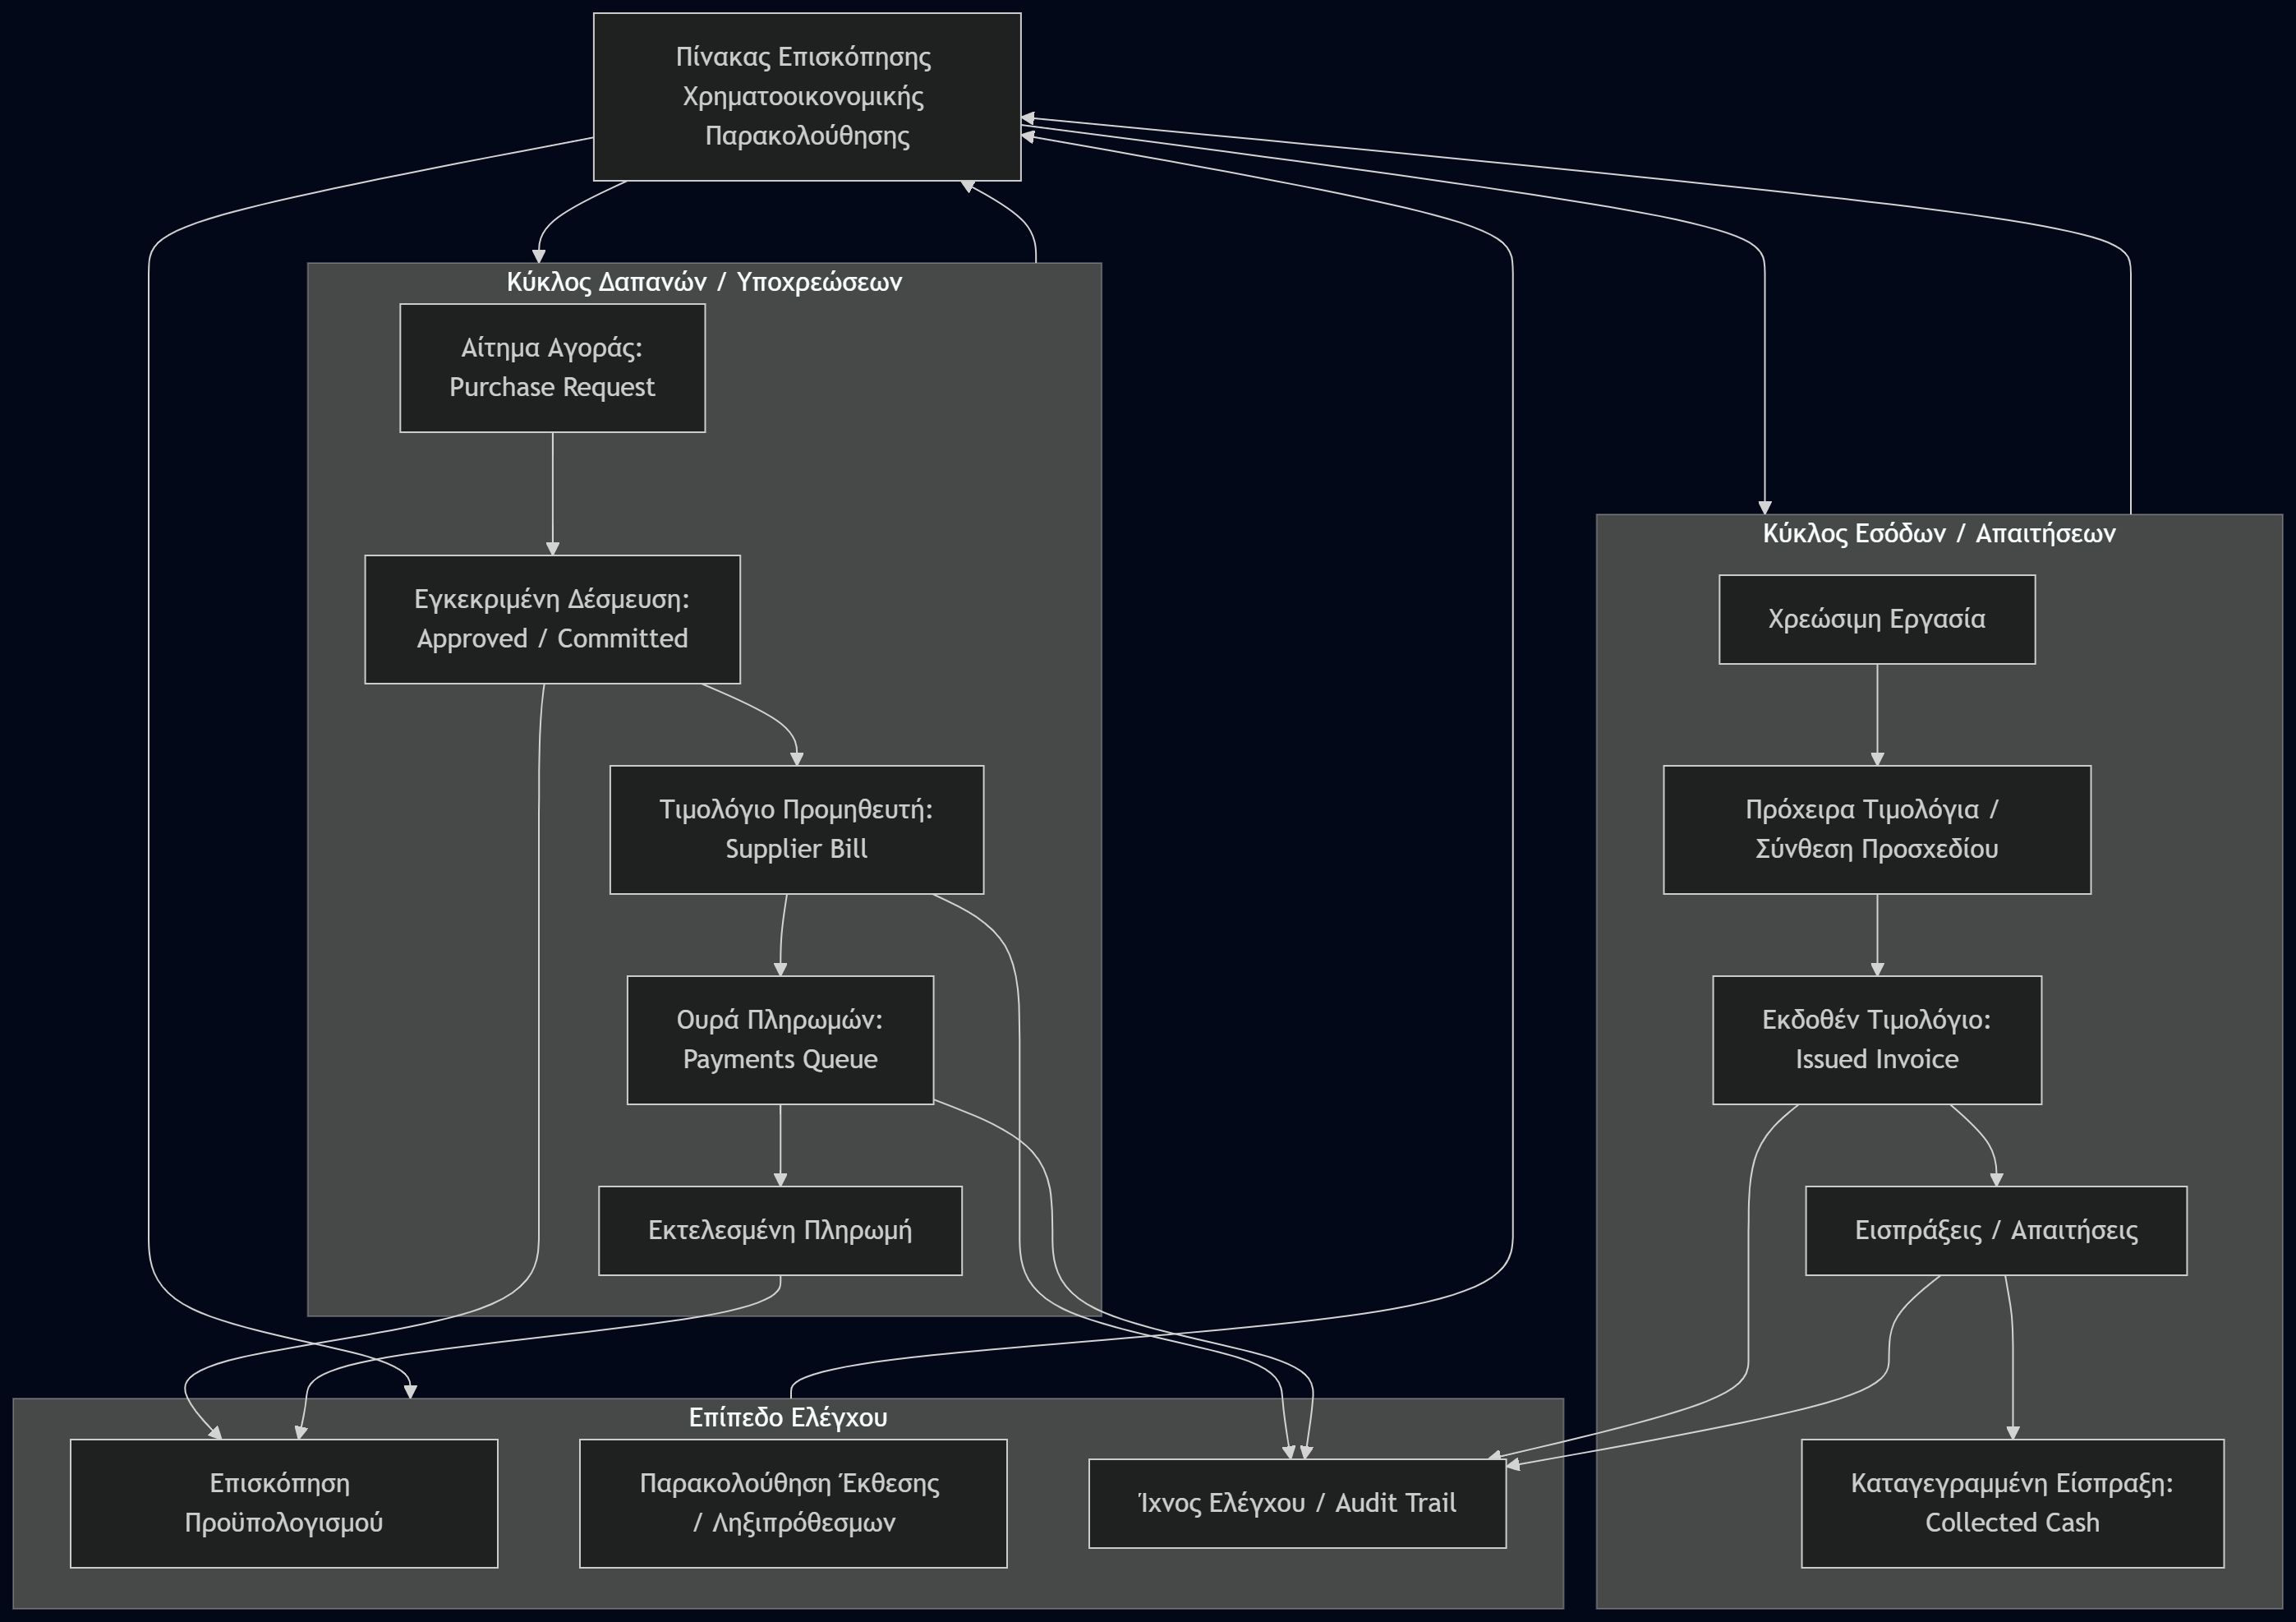 Πίνακας Επισκόπησης
Χρηματοοικονομικής
Παρακολούθησης
Κύκλος Δαπανών / Υποχρεώσεων
Αίτημα Αγοράς:
Purchase Request
Εγκεκριμένη Δέσμευση:
Approved / Committed
Τιμολόγιο Προμηθευτή:
Supplier Bill
Ουρά Πληρωμών:
Payments Queue
Εκτελεσμένη Πληρωμή
Κύκλος Εσόδων / Απαιτήσεων
Χρεώσιμη Εργασία
Πρόχειρα Τιμολόγια /
Σύνθεση Προσχεδίου
Εκδοθέν Τιμολόγιο:
Issued Invoice
Εισπράξεις / Απαιτήσεις
Καταγεγραμμένη Είσπραξη:
Collected Cash
Επίπεδο Ελέγχου
Επισκόπηση
Προϋπολογισμού
Παρακολούθηση Έκθεσης
/ Ληξιπρόθεσμων
Ίχνος Ελέγχου / Audit Trail